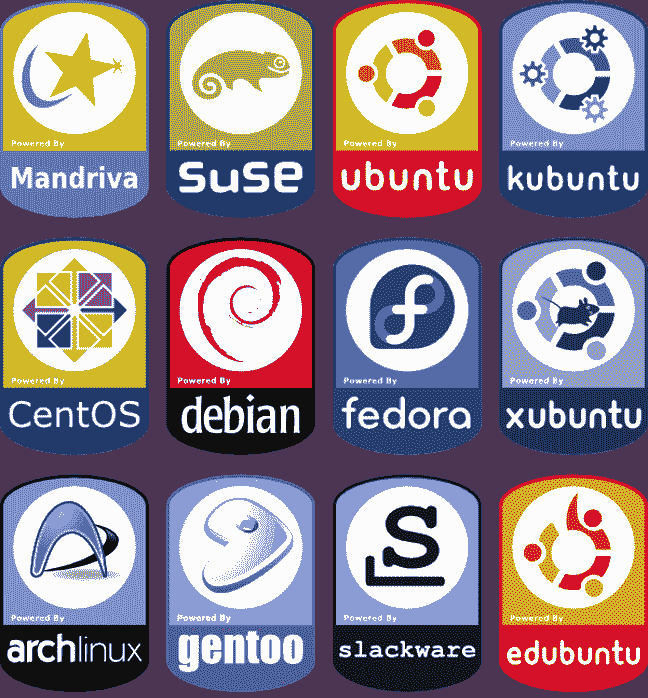 Powered By Powered By Powered By Powered By
Mandriva suse ubuntu kubuntu
Powered By Powered By Powered By Powered By
CentOS debian fedora xubuntu
Powered By Powered By Powered By Powered By
archlinux gentoo slackware edubuntu